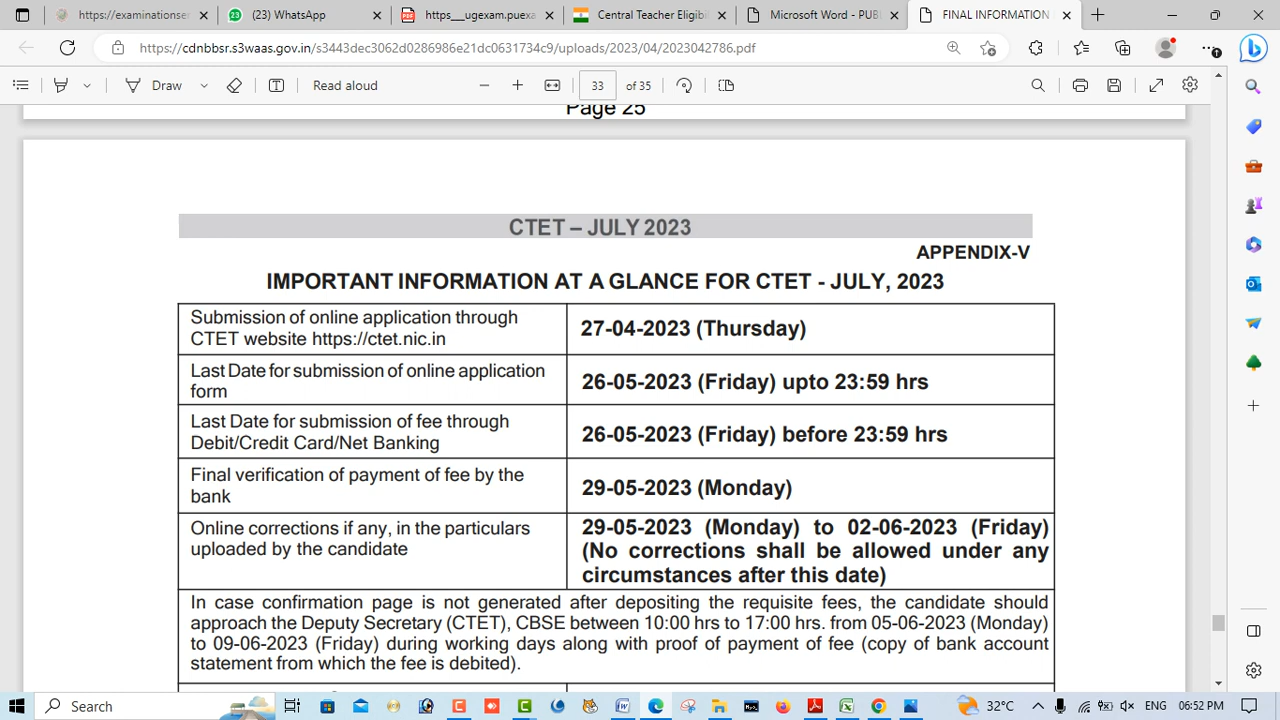 https://examinationser
(23) WhatsApp
https__ugexam.puexa
Central Teacher Eligibi
Microsoft Word - PUB
FINAL INFORMATION
https://cdnbbsr.s3waas.gov.in/s3443dec3062d0286986e21dc0631734c9/uploads/2023/04/2023042786.pdf
Draw
Read aloud
33 of 35
Page 25
CTET – JULY 2023
APPENDIX-V
IMPORTANT INFORMATION AT A GLANCE FOR CTET - JULY, 2023
Submission of online application through
CTET website https://ctet.nic.in
27-04-2023 (Thursday)
Last Date for submission of online application
form
26-05-2023 (Friday) upto 23:59 hrs
Last Date for submission of fee through
Debit/Credit Card/Net Banking
26-05-2023 (Friday) before 23:59 hrs
Final verification of payment of fee by the
bank
29-05-2023 (Monday)
Online corrections if any, in the particulars
uploaded by the candidate
29-05-2023 (Monday) to 02-06-2023 (Friday)
(No corrections shall be allowed under any
circumstances after this date)
In case confirmation page is not generated after depositing the requisite fees, the candidate should
approach the Deputy Secretary (CTET), CBSE between 10:00 hrs to 17:00 hrs. from 05-06-2023 (Monday)
to 09-06-2023 (Friday) during working days along with proof of payment of fee (copy of bank account
statement from which the fee is debited).
Search
32°C
ENG
06:52 PM